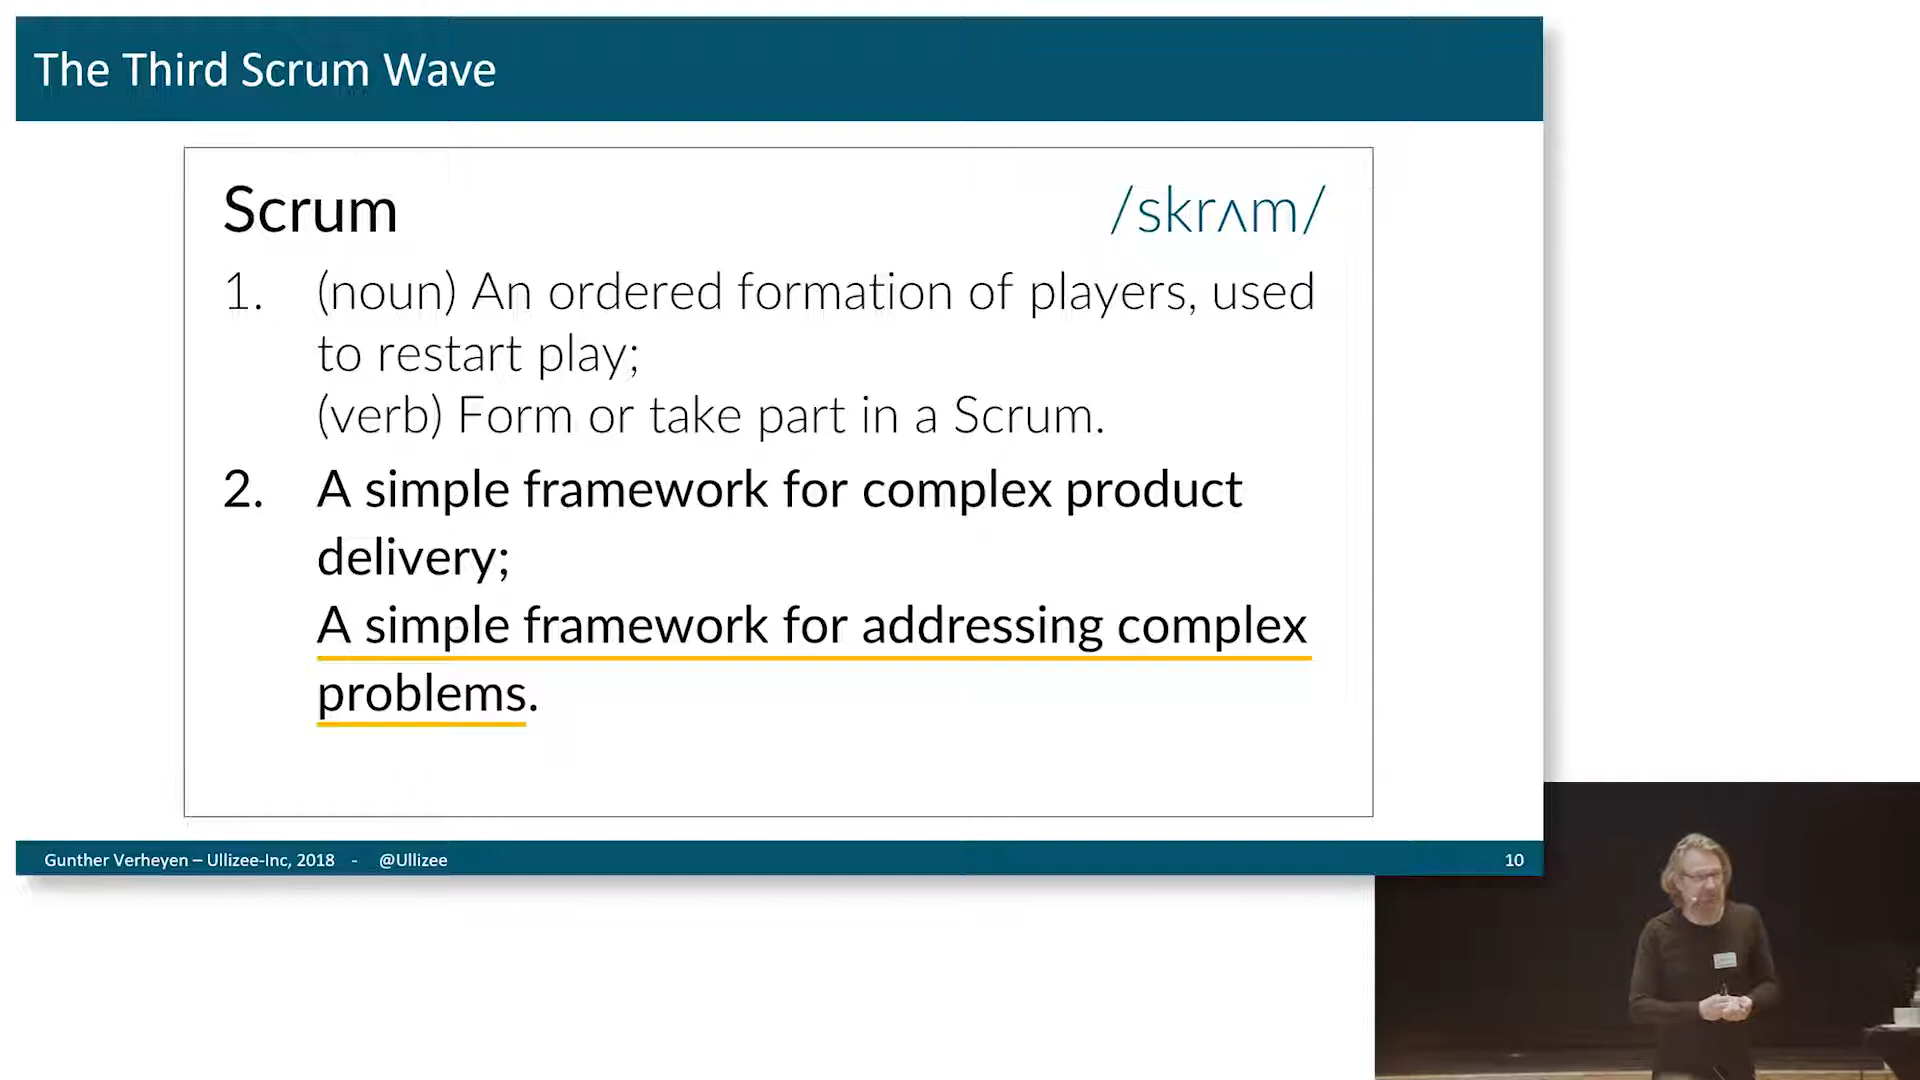 The Third Scrum Wave
Scrum /skrʌm/
1. (noun) An ordered formation of players, used
to restart play;
(verb) Form or take part in a Scrum.
2. A simple framework for complex product
delivery;
A simple framework for addressing complex
problems.
Gunther Verheyen – Ullizee-Inc, 2018 - @Ullizee 10